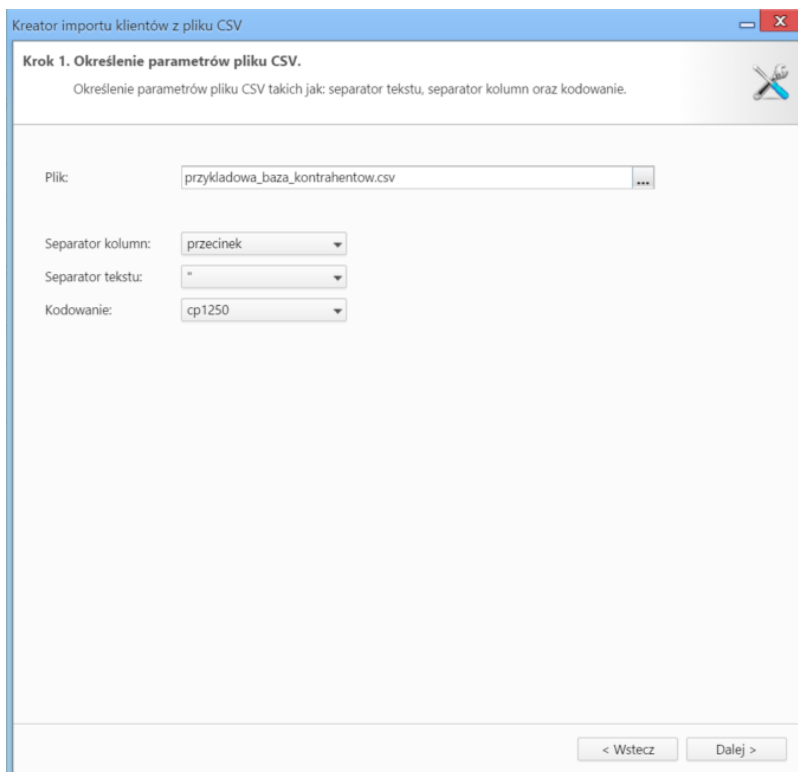 Kreator importu klientów z pliku CSV
Krok 1. Określenie parametrów pliku CSV.
Określenie parametrów pliku CSV takich jak: separator tekstu, separator kolumn oraz kodowanie.
Plik: przykladowa_baza_kontrahentow.csv ...
Separator kolumn: przecinek
Separator tekstu: "
Kodowanie: cp1250
< Wstecz Dalej >